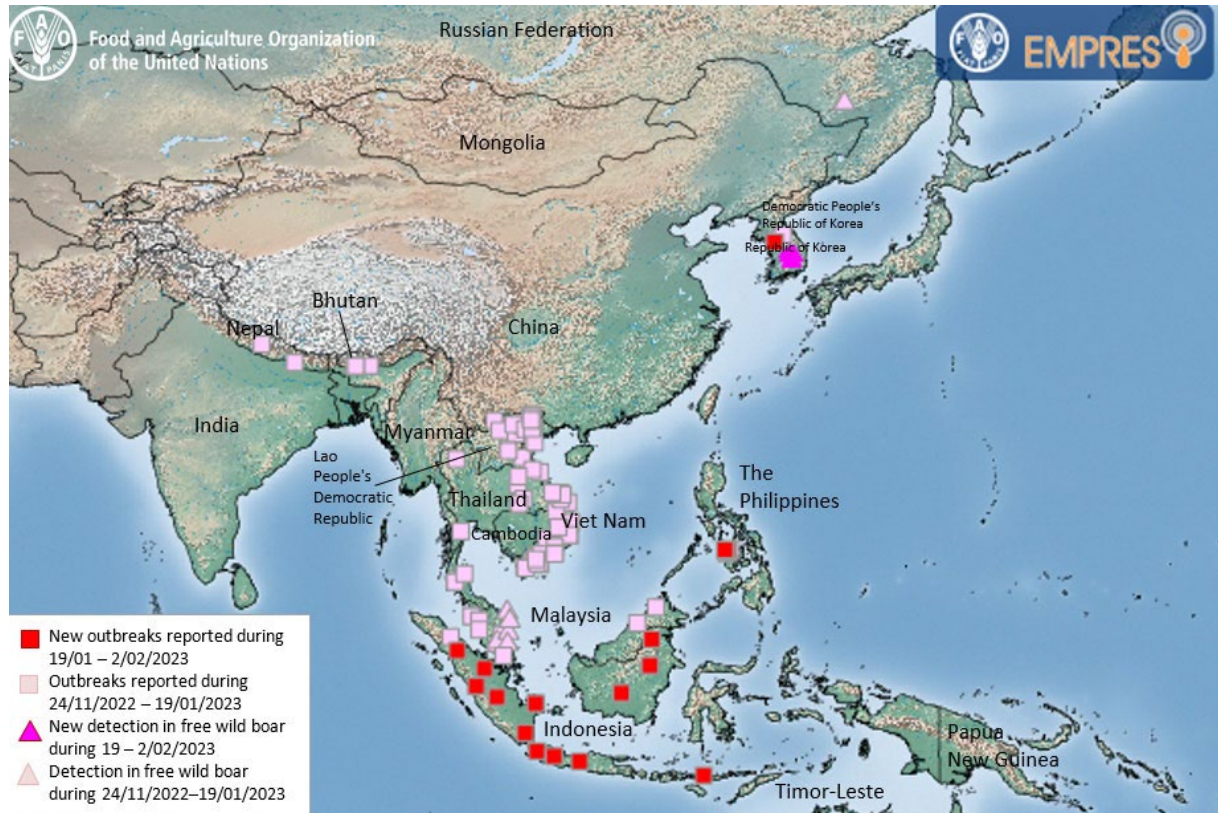 FAO
FIAT PANIS
Food and Agriculture Organization
of the United Nations
EMPRES
Russian Federation
Mongolia
Democratic People's
Republic of Korea
Republic of Korea
Bhutan
Nepal
China
India
Myanmar
Lao
People's
Democratic
Republic
Thailand
Viet Nam
Cambodia
The
Philippines
Malaysia
Indonesia
Papua
New Guinea
Timor-Leste
New outbreaks reported during
19/01 – 2/02/2023
Outbreaks reported during
24/11/2022 – 19/01/2023
New detection in free wild boar
during 19 – 2/02/2023
Detection in free wild boar
during 24/11/2022–19/01/2023